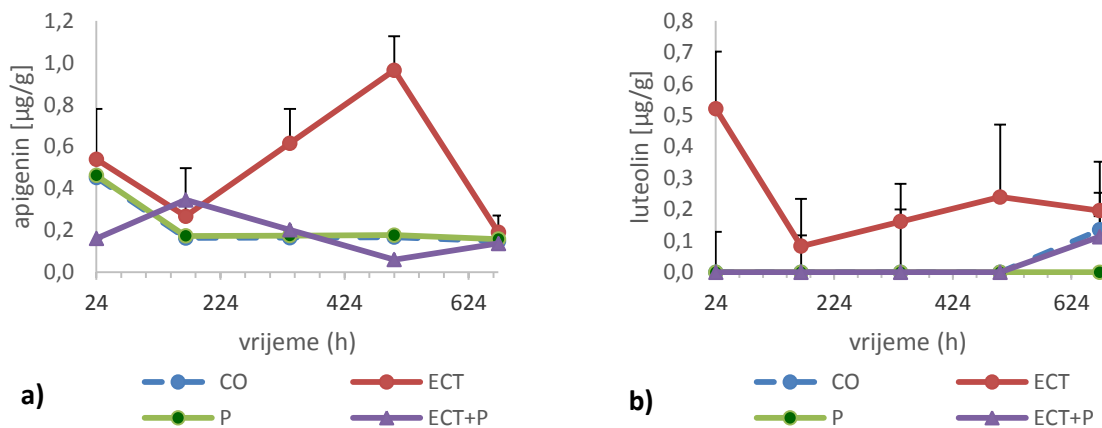 1,2
1,0
0,8
0,6
0,4
0,2
0,0
apigenin [µg/g]
24 224 424 624
vrijeme (h)
CO ECT
P ECT+P
a)
0,8
0,7
0,6
0,5
0,4
0,3
0,2
0,1
0,0
luteolin [µg/g]
24 224 424 624
vrijeme (h)
CO ECT
P ECT+P
b)